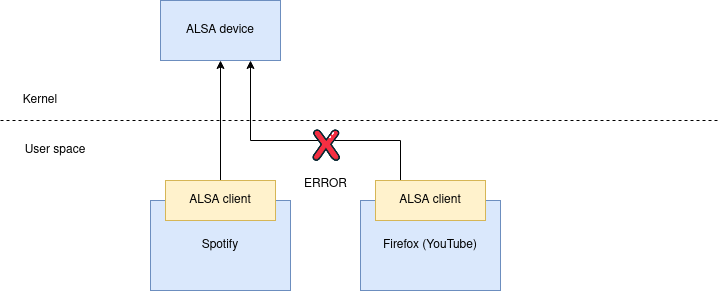 ALSA device
Kernel
User space
ERROR
ALSA client
ALSA client
Spotify
Firefox (YouTube)